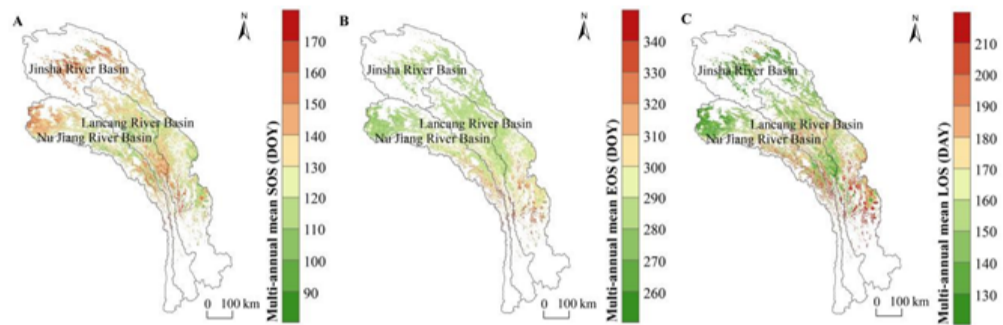 A
N
Jinsha River Basin
Lancang River Basin
Nu Jiang River Basin
0 100 km
Multi-annual mean SOS (DOY)
170
160
150
140
130
120
110
100
90
B
N
Jinsha River Basin
Lancang River Basin
Nu Jiang River Basin
0 100 km
Multi-annual mean EOS (DOY)
340
330
320
310
300
290
280
270
260
C
N
Jinsha River Basin
Lancang River Basin
Nu Jiang River Basin
0 100 km
Multi-annual mean LOS (DAY)
210
200
190
180
170
160
150
140
130